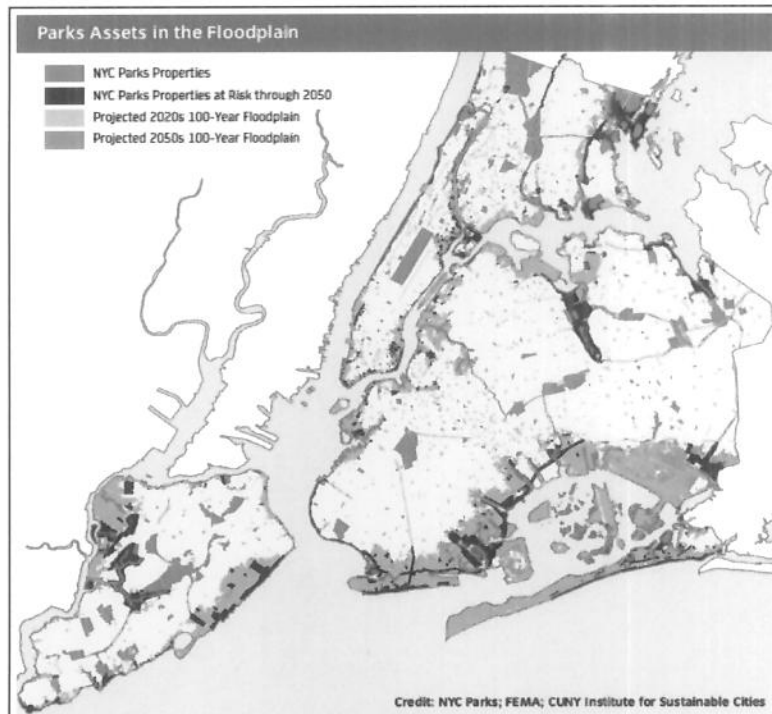 Parks Assets in the Floodplain
NYC Parks Properties
NYC Parks Properties at Risk through 2050
Projected 2020s 100-Year Floodplain
Projected 2050s 100-Year Floodplain
Credit: NYC Parks; FEMA; CUNY Institute for Sustainable Cities